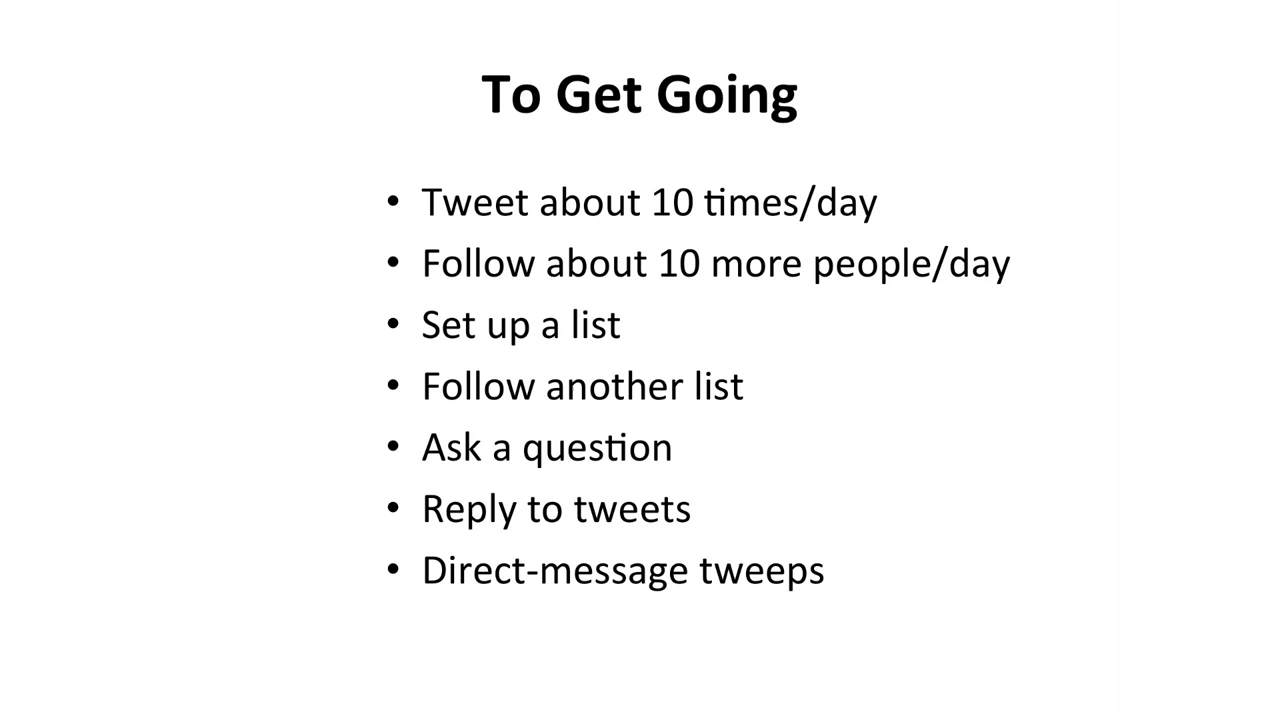 To Get Going
• Tweet about 10 times/day
• Follow about 10 more people/day
• Set up a list
• Follow another list
• Ask a question
• Reply to tweets
• Direct-message tweeps